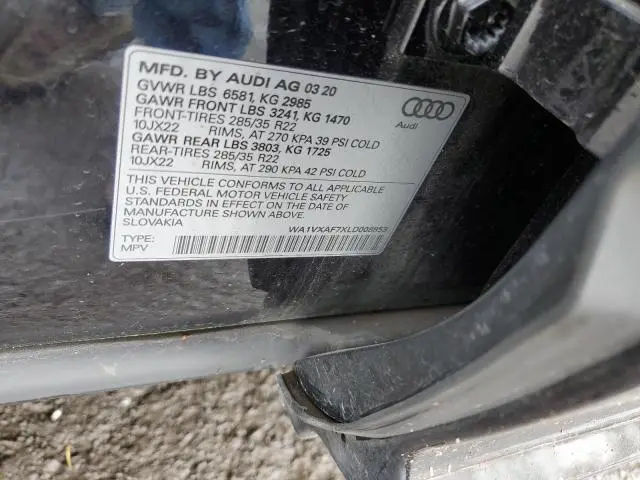 MFD. BY AUDI AG 03 20
GVWR LBS 6581, KG 2985
GAWR FRONT LBS 3241, KG 1470
FRONT-TIRES 285/35 R22
10JX22 RIMS, AT 270 KPA 39 PSI COLD
GAWR REAR LBS 3803, KG 1725
REAR-TIRES 285/35 R22
10JX22 RIMS, AT 290 KPA 42 PSI COLD
THIS VEHICLE CONFORMS TO ALL APPLICABLE
U.S. FEDERAL MOTOR VEHICLE SAFETY
STANDARDS IN EFFECT ON THE DATE OF
MANUFACTURE SHOWN ABOVE.
SLOVAKIA
WA1VXAF7XLD008853
TYPE:
MPV
Audi